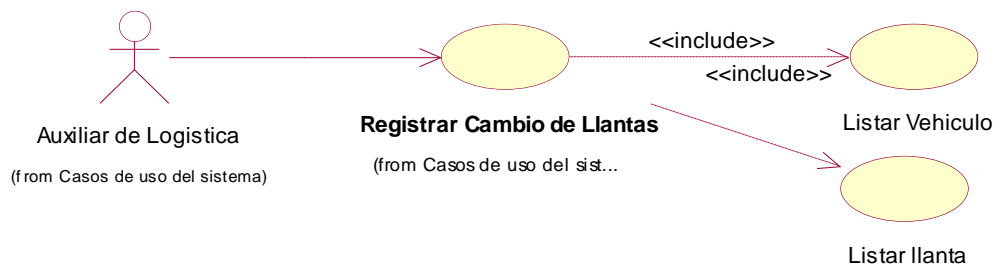 <<include>>
<<include>>
Auxiliar de Logistica
(from Casos de uso del sistema)
Registrar Cambio de Llantas
(from Casos de uso del sist...
Listar Vehiculo
Listar llanta